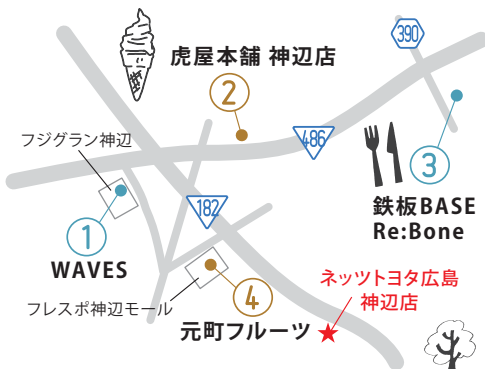 390
虎屋本舗 神辺店
2
486
フジグラン神辺
3
182
鉄板BASE
Re:Bone
1
WAVES
ネッツトヨタ広島
神辺店
フレスポ神辺モール
4
元町フルーツ